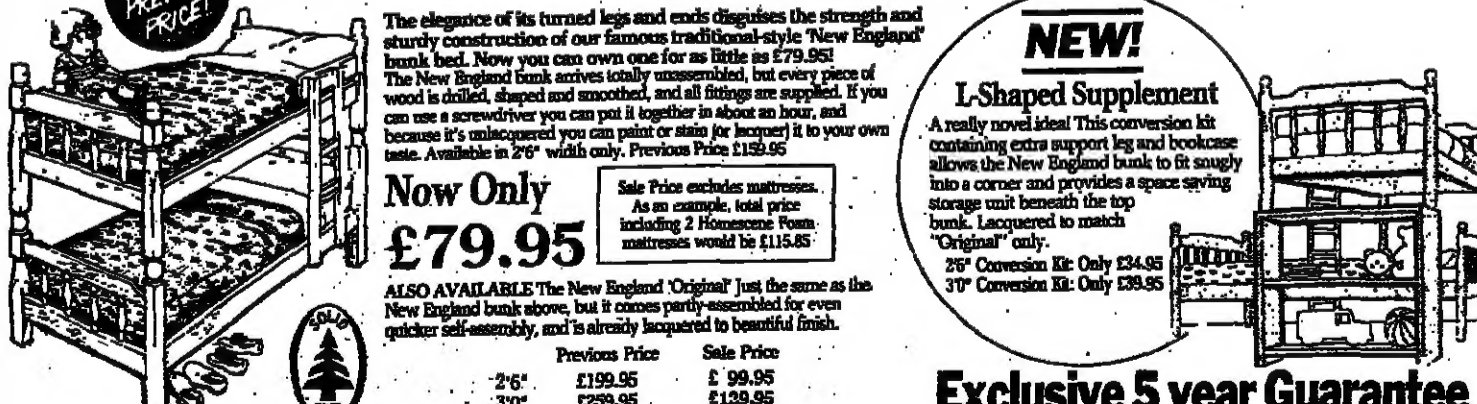 PRICE!
The elegance of its turned legs and ends disguises the strength and
sturdy construction of our famous traditional-style 'New England'
bunk bed. Now you can own one for as little as £79.95!
The New England bunk arrives totally unassembled, but every piece of
wood is drilled, shaped and smoothed, and all fittings are supplied. If you
can use a screwdriver you can put it together in about an hour, and
because it's unlacquered you can paint or stain (or lacquer) it to your own
taste. Available in 2'6" width only. Previous Price £159.95
Now Only
£79.95
Sale Price excludes mattresses.
As an example, total price
including 2 Homescene Foam
mattresses would be £115.85
ALSO AVAILABLE The New England 'Original' Just the same as the
New England bunk above, but it comes partly-assembled for even
quicker self-assembly, and is already lacquered to beautiful finish.
Previous Price Sale Price
2'6" £199.95 £ 99.95
3'0" £259.95 £129.95
SOLID
NEW!
L-Shaped Supplement
A really novel idea! This conversion kit
containing extra support leg and bookcase
allows the New England bunk to fit snugly
into a corner and provides a space saving
storage unit beneath the top
bunk. Lacquered to match
"Original" only.
2'6" Conversion Kit: Only £34.95
3'0" Conversion Kit: Only £39.95
Exclusive 5 year Guarantee